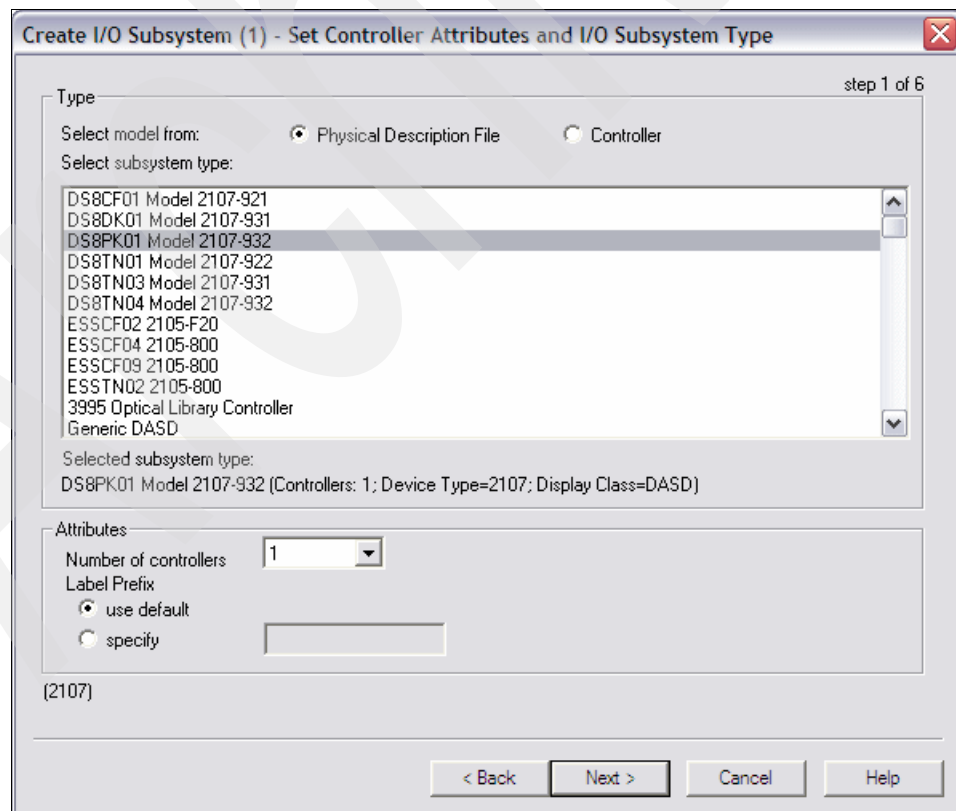 Create I/O Subsystem (1) - Set Controller Attributes and I/O Subsystem Type
step 1 of 6
Type
Select model from: Physical Description File Controller
Select subsystem type:
DS8CF01 Model 2107-921
DS8DK01 Model 2107-931
DS8PK01 Model 2107-932
DS8TN01 Model 2107-922
DS8TN03 Model 2107-931
DS8TN04 Model 2107-932
ESSCF02 2105-F20
ESSCF04 2105-800
ESSCF09 2105-800
ESSTN02 2105-800
3995 Optical Library Controller
Generic DASD
Selected subsystem type:
DS8PK01 Model 2107-932 (Controllers: 1; Device Type=2107; Display Class=DASD)
Attributes
Number of controllers 1
Label Prefix
use default
specify
(2107)
< Back Next > Cancel Help